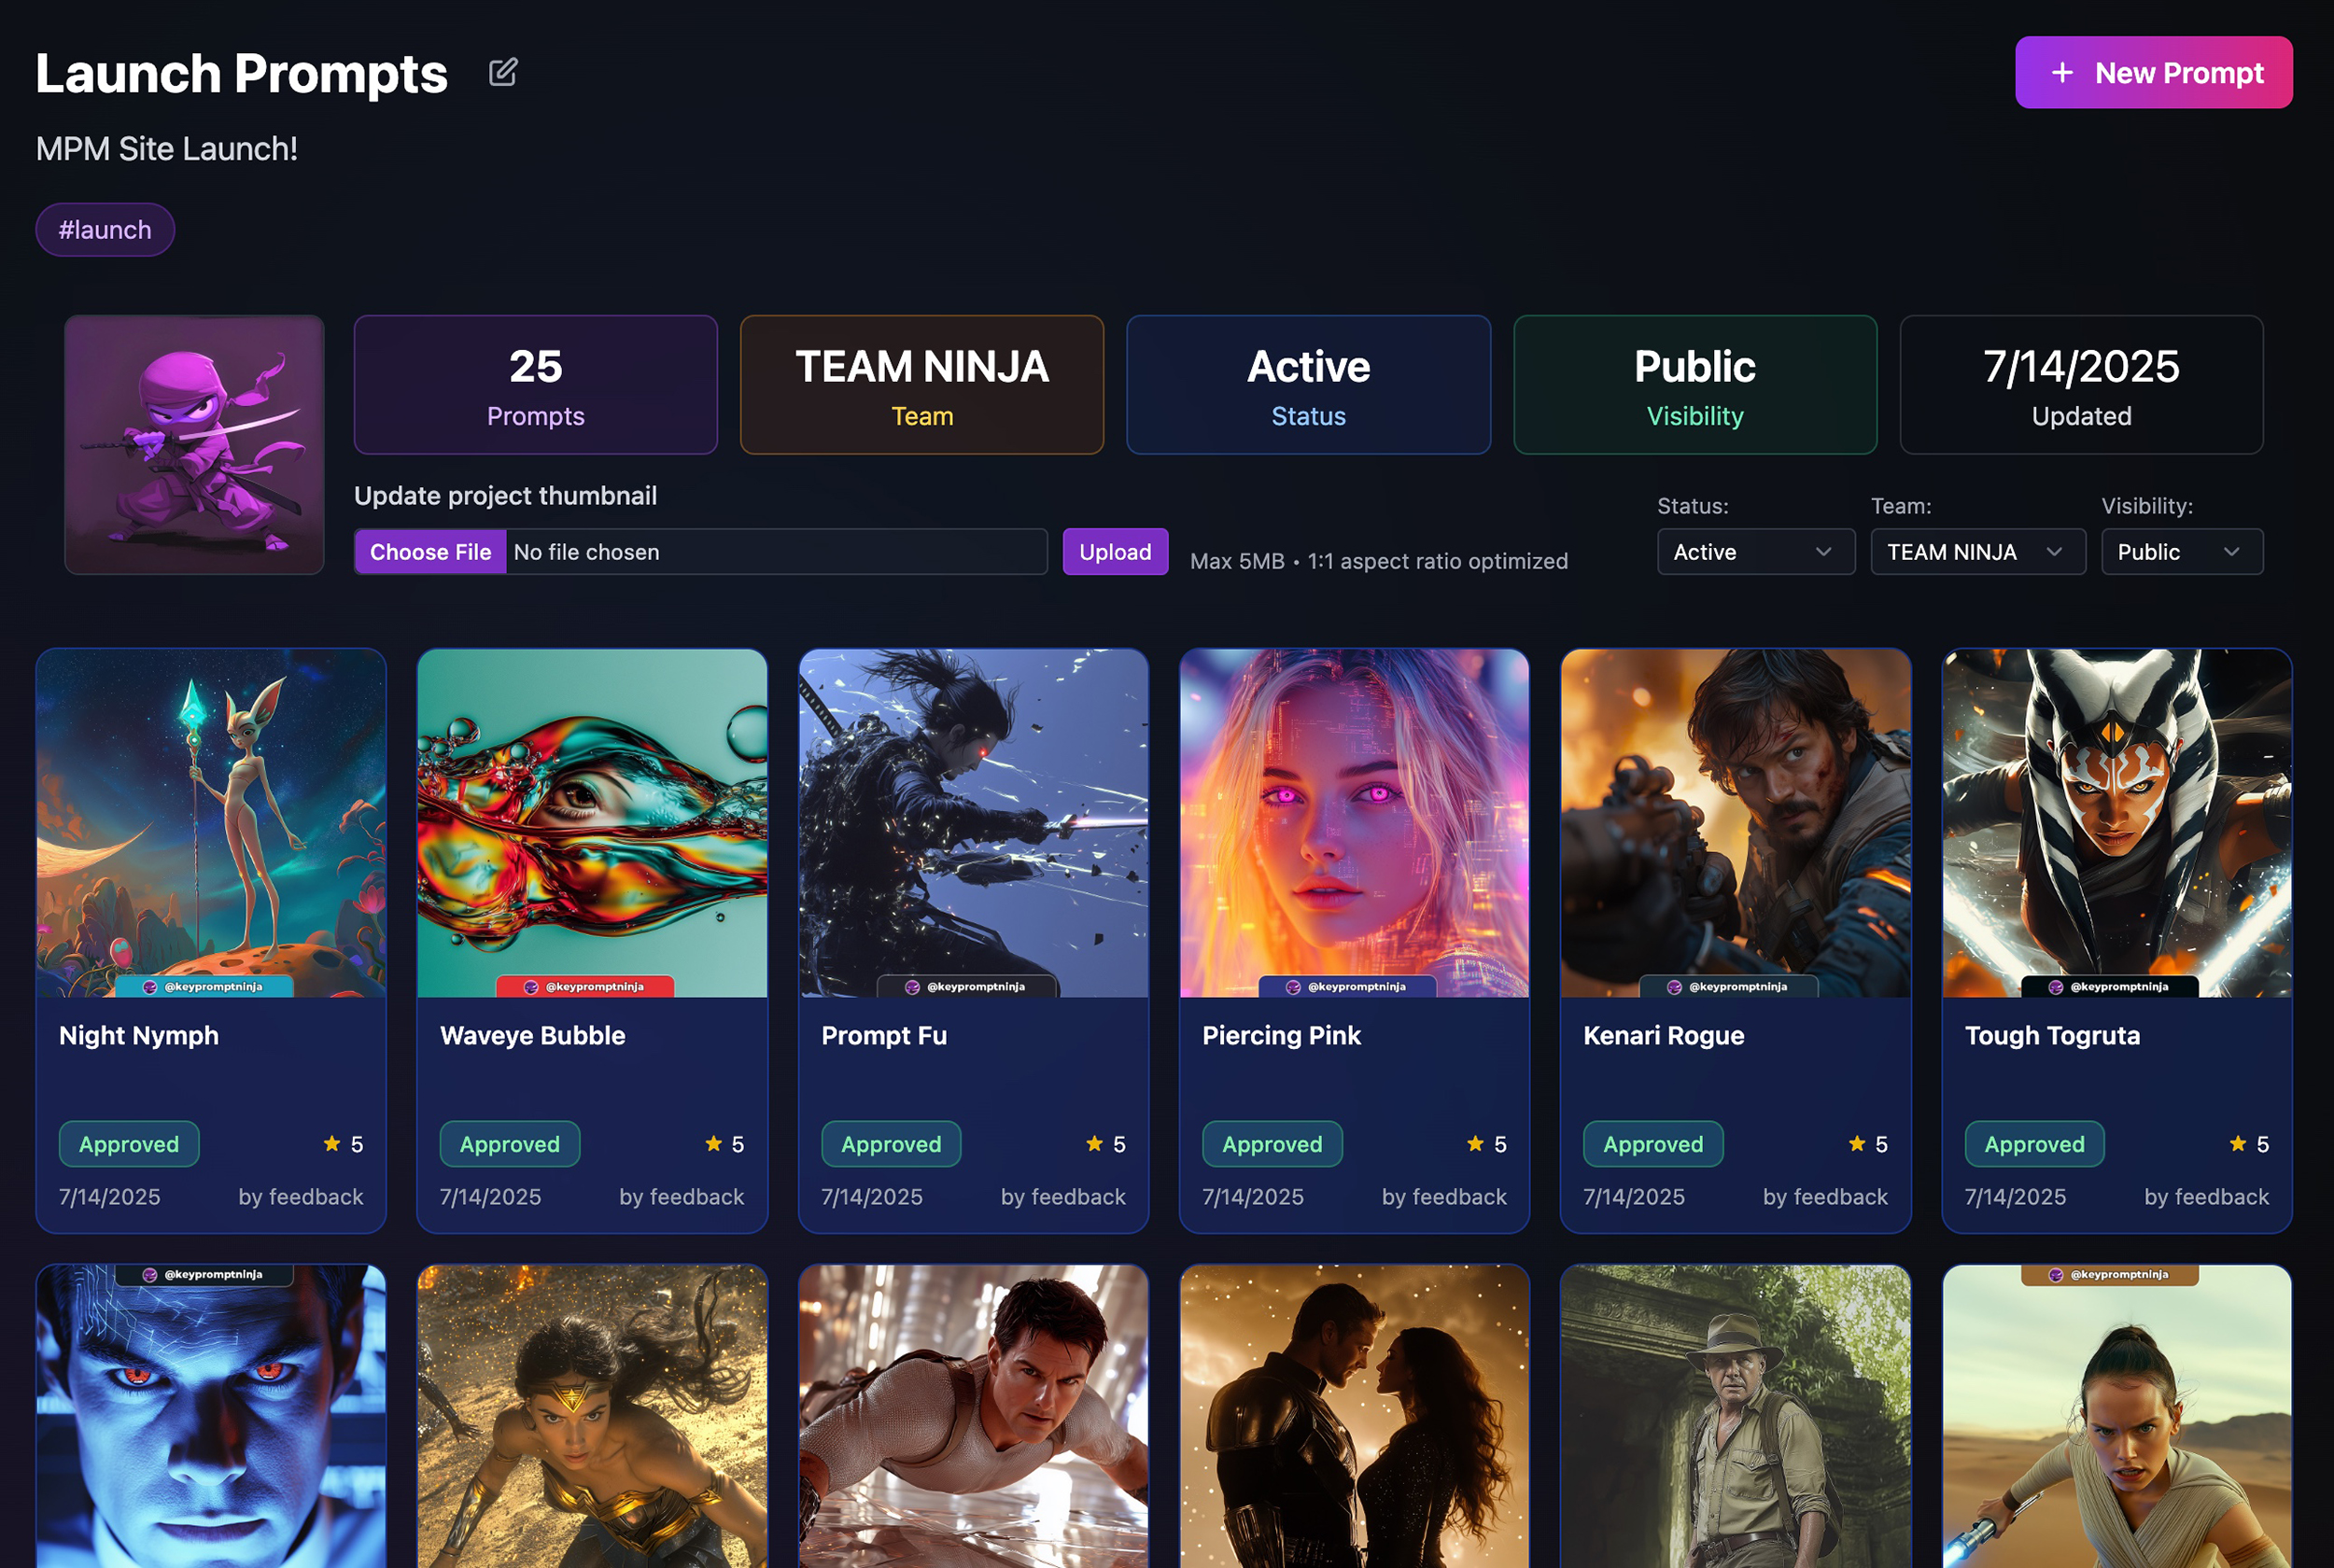 Launch Prompts
+ New Prompt
MPM Site Launch!
#launch
25
Prompts
TEAM NINJA
Team
Active
Status
Public
Visibility
7/14/2025
Updated
Update project thumbnail
Choose File No file chosen
Upload
Max 5MB • 1:1 aspect ratio optimized
Status:
Active
Team:
TEAM NINJA
Visibility:
Public
@keypromptninja
Night Nymph
Approved
★ 5
7/14/2025
by feedback
@keypromptninja
Waveye Bubble
Approved
★ 5
7/14/2025
by feedback
@keypromptninja
Prompt Fu
Approved
★ 5
7/14/2025
by feedback
@keypromptninja
Piercing Pink
Approved
★ 5
7/14/2025
by feedback
@keypromptninja
Kenari Rogue
Approved
★ 5
7/14/2025
by feedback
@keypromptninja
Tough Togruta
Approved
★ 5
7/14/2025
by feedback
@keypromptninja
@keypromptninja